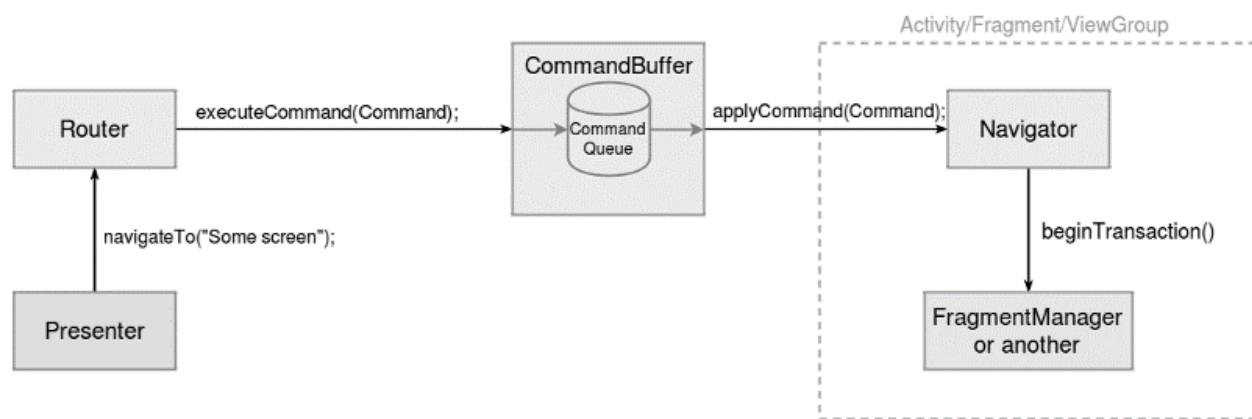 Activity/Fragment/ViewGroup
CommandBuffer
Router
executeCommand(Command);
Command
Queue
applyCommand(Command);
Navigator
navigateTo("Some screen");
beginTransaction()
Presenter
FragmentManager
or another